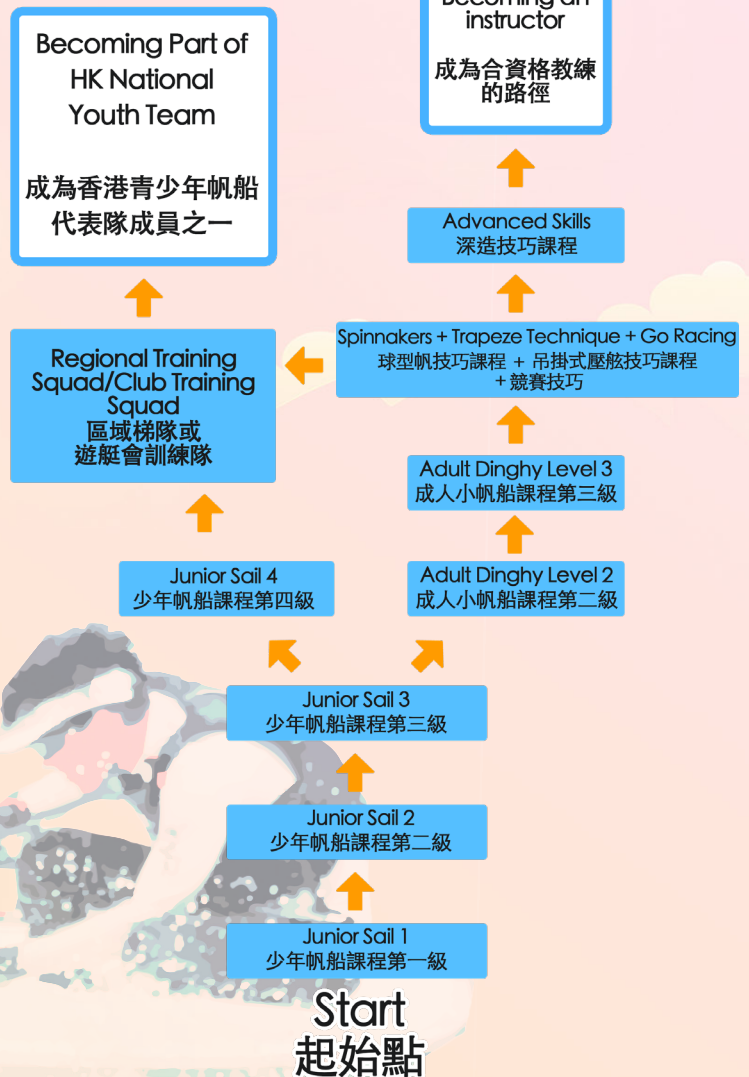 Becoming an
instructor
成為合資格教練
的路徑
Becoming Part of
HK National
Youth Team
成為香港青少年帆船
代表隊成員之一
Advanced Skills
深造技巧課程
Spinnakers + Trapeze Technique + Go Racing
球型帆技巧課程 + 吊掛式壓舷技巧課程
+ 競賽技巧
Regional Training
Squad/Club Training
Squad
區域梯隊或
遊艇會訓練隊
Adult Dinghy Level 3
成人小帆船課程第三級
Junior Sail 4
少年帆船課程第四級
Adult Dinghy Level 2
成人小帆船課程第二級
Junior Sail 3
少年帆船課程第三級
Junior Sail 2
少年帆船課程第二級
Junior Sail 1
少年帆船課程第一級
Start
起始點